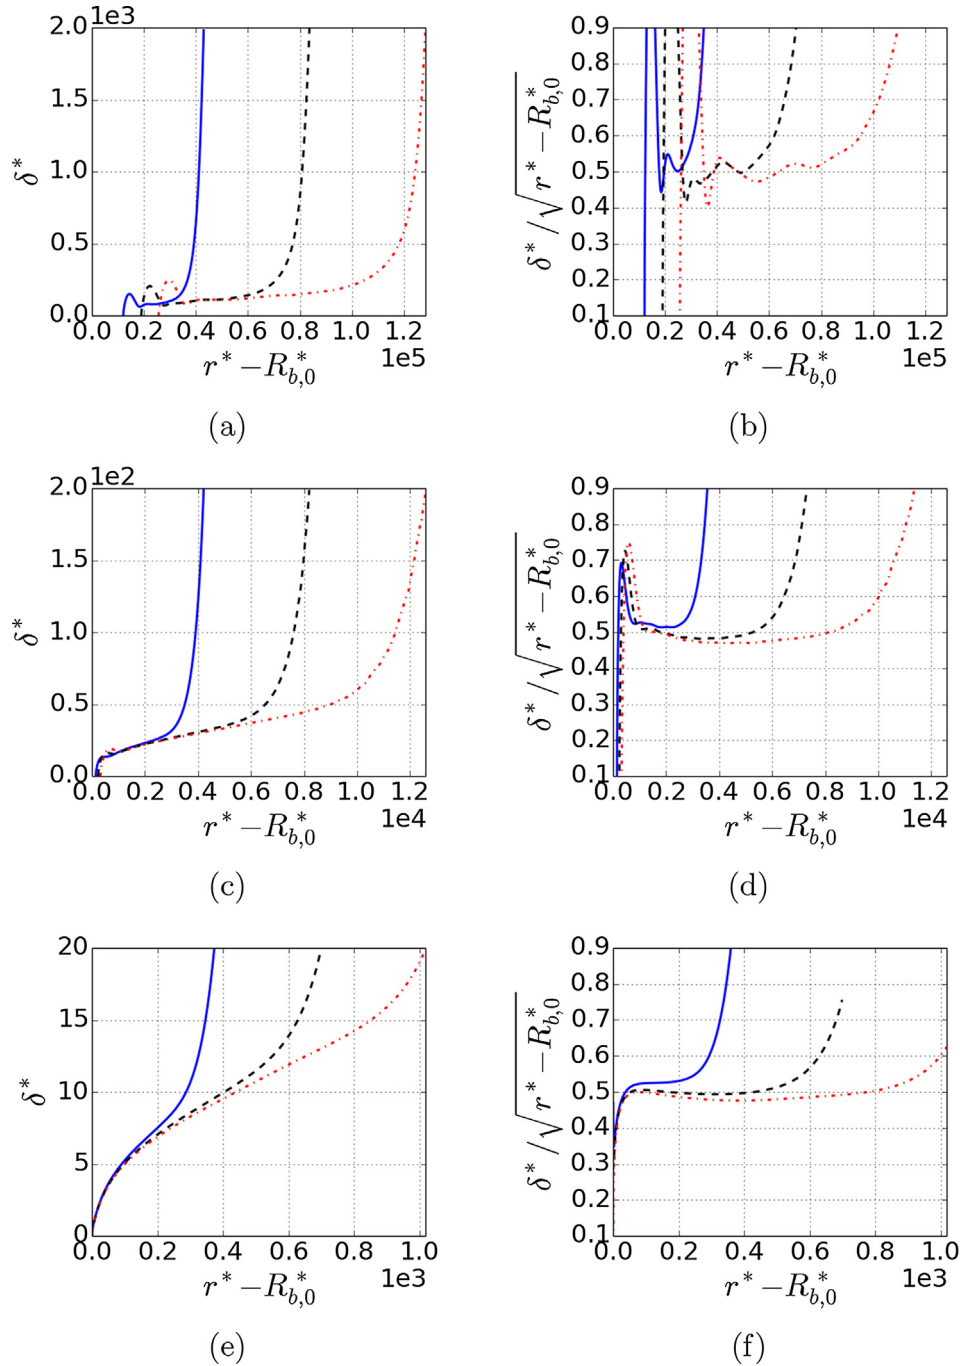 1e3
2.0
1.5
1.0
0.5
0.0
δ*
0.0 0.2 0.4 0.6 0.8 1.0 1.2
1e5
r* − R*b,0
(a)
0.9
0.8
0.7
0.6
0.5
0.4
0.3
0.2
0.1
δ* / √r* − R*b,0
0.0 0.2 0.4 0.6 0.8 1.0 1.2
1e5
r* − R*b,0
(b)
1e2
2.0
1.5
1.0
0.5
0.0
δ*
0.0 0.2 0.4 0.6 0.8 1.0 1.2
1e4
r* − R*b,0
(c)
0.9
0.8
0.7
0.6
0.5
0.4
0.3
0.2
0.1
δ* / √r* − R*b,0
0.0 0.2 0.4 0.6 0.8 1.0 1.2
1e4
r* − R*b,0
(d)
20
15
10
5
0
δ*
0.0 0.2 0.4 0.6 0.8 1.0
1e3
r* − R*b,0
(e)
0.9
0.8
0.7
0.6
0.5
0.4
0.3
0.2
0.1
δ* / √r* − R*b,0
0.0 0.2 0.4 0.6 0.8 1.0
1e3
r* − R*b,0
(f)